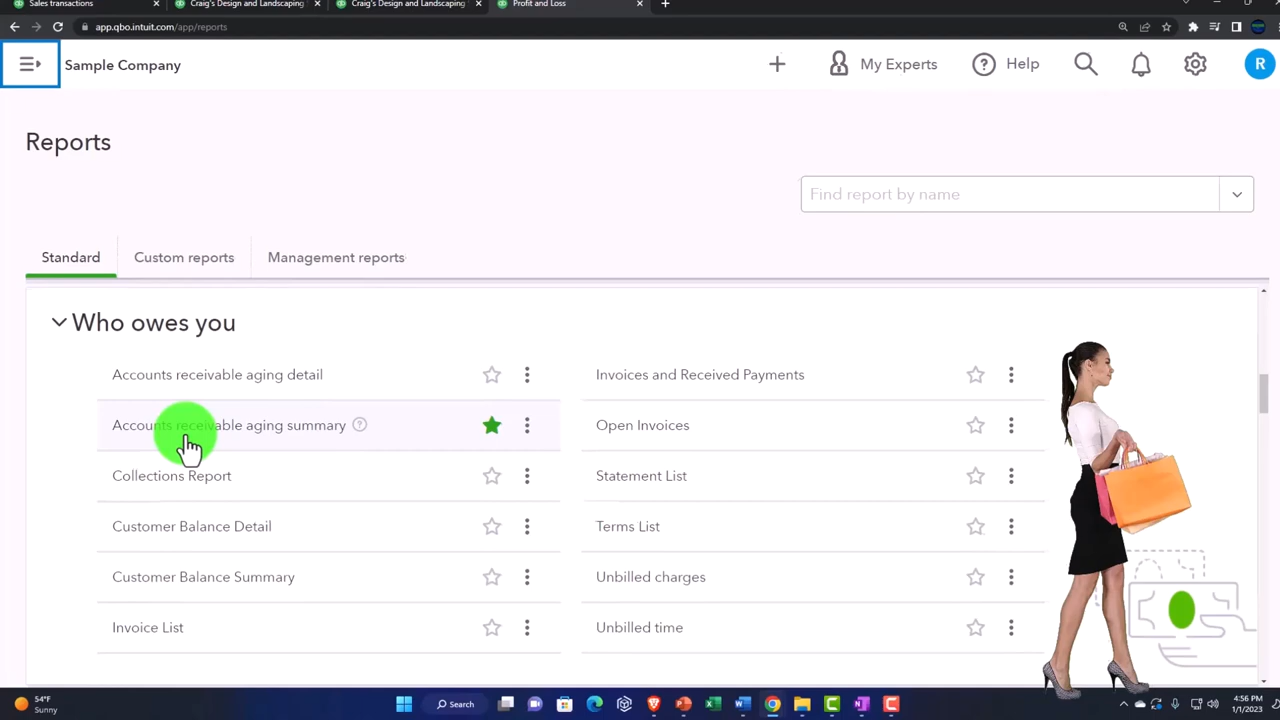 Sales transactions
Craig's Design and Landscaping
Craig's Design and Landscaping
Profit and Loss
app.qbo.intuit.com/app/reports
Sample Company
My Experts
Help
R
Reports
Find report by name
Standard
Custom reports
Management reports
Who owes you
Accounts receivable aging detail
Invoices and Received Payments
Accounts receivable aging summary
Open Invoices
Collections Report
Statement List
Customer Balance Detail
Terms List
Customer Balance Summary
Unbilled charges
Invoice List
Unbilled time
54°F
Sunny
Search
4:56 PM
1/1/2023